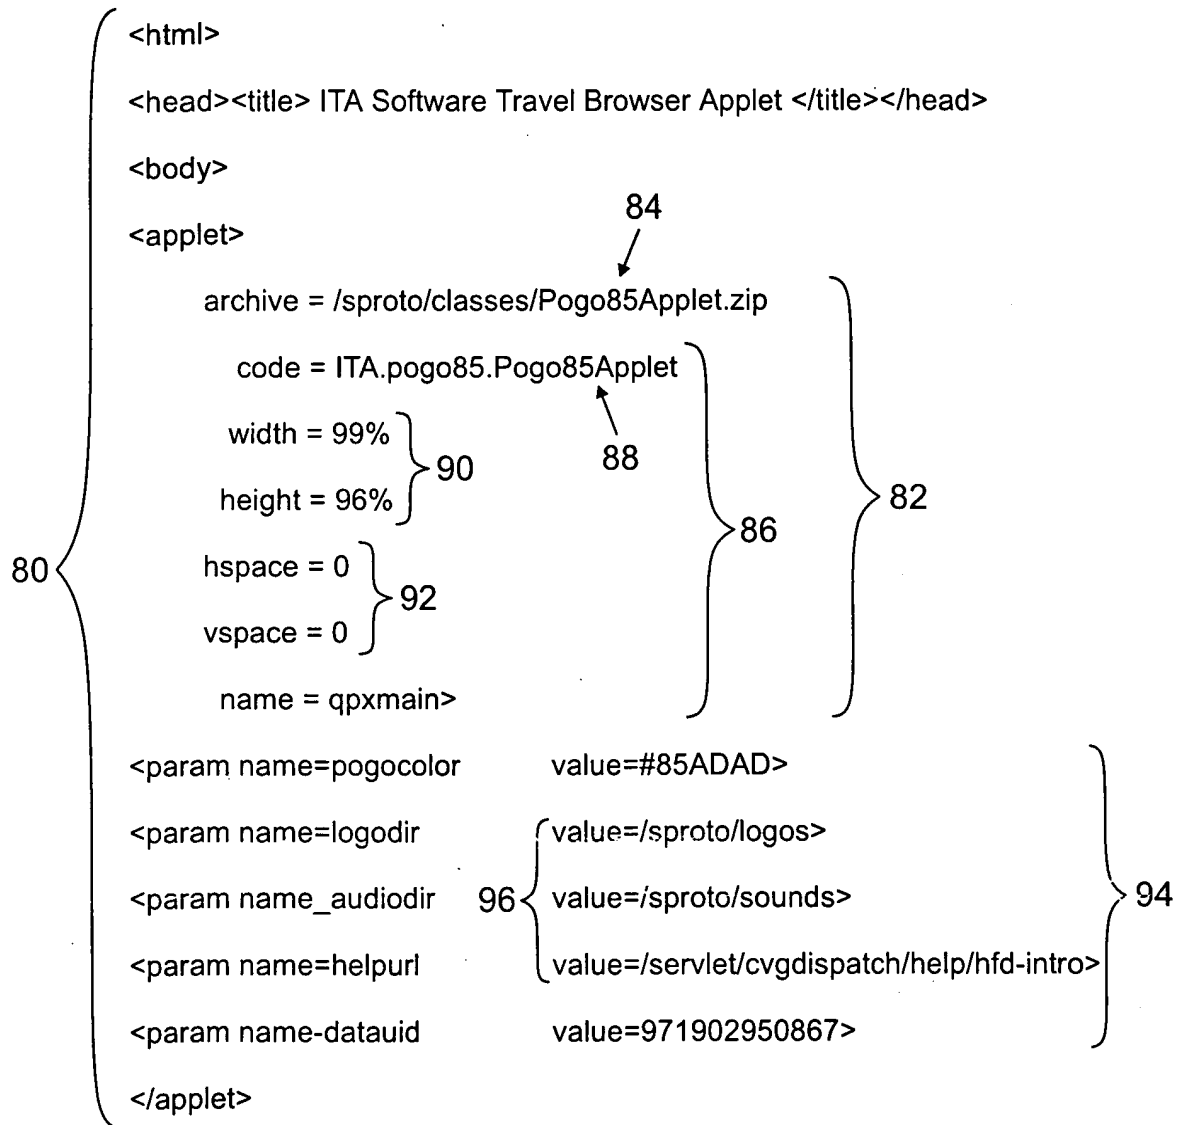 <html>
<head><title> ITA Software Travel Browser Applet </title></head>
<body>
84
<applet>
archive = /sproto/classes/Pogo85Applet.zip
code = ITA.pogo85.Pogo85Applet
width = 99%
90
88
height = 96%
82
86
80
hspace = 0
92
vspace = 0
name = qpxmain>
<param name=pogocolor value=#85ADAD>
<param name=logodir value=/sproto/logos>
<param name_audiodir 96 value=/sproto/sounds> 94
<param name=helpurl value=/servlet/cvgdispatch/help/hfd-intro>
<param name-datauid value=971902950867>
</applet>